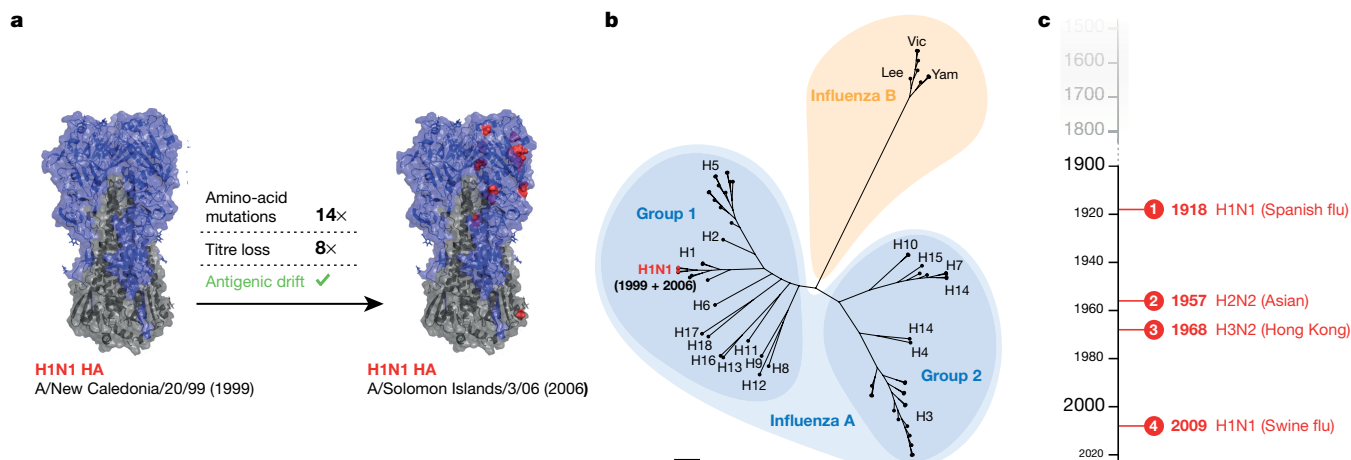 a
Amino-acid
mutations 14×
Titre loss 8×
Antigenic drift ✓
H1N1 HA
A/New Caledonia/20/99 (1999)
H1N1 HA
A/Solomon Islands/3/06 (2006)
b
Vic
Lee
Yam
Influenza B
H5
Group 1
H2
H1
H1N1
(1999 + 2006)
H6
H17
H18
H16
H13
H11
H9
H8
H12
H10
H15
H7
H14
H14
H4
Group 2
H3
Influenza A
c
1500
1600
1700
1800
1900
1920
1940
1960
1980
2000
2020
1 1918 H1N1 (Spanish flu)
2 1957 H2N2 (Asian)
3 1968 H3N2 (Hong Kong)
4 2009 H1N1 (Swine flu)